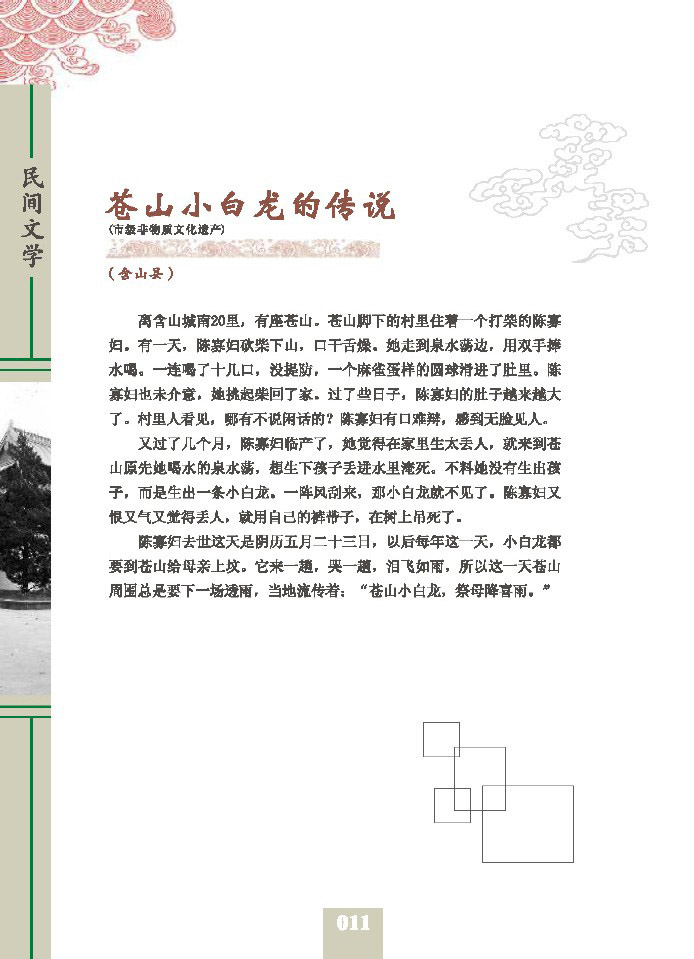 民间文学
苍山小白龙的传说
(市级非物质文化遗产)
(含山县)
离含山城南20里，有座苍山。苍山脚下的村里住着一个打柴的陈寡
妇。有一天，陈寡妇砍柴下山，口干舌燥。她走到泉水荡边，用双手捧
水喝。一连喝了十几口，没提防，一个麻雀蛋样的圆球滑进了肚里。陈
寡妇也未介意，她挑起柴回了家。过了些日子，陈寡妇的肚子越来越大
了。村里人看见，哪有不说闲话的？陈寡妇有口难辩，感到无脸见人。
又过了几个月，陈寡妇临产了，她觉得在家里生太丢人，就来到苍
山原先她喝水的泉水荡，想生下孩子丢进水里淹死。不料她没有生出孩
子，而是生出一条小白龙。一阵风刮来，那小白龙就不见了。陈寡妇又
恨又气又觉得丢人，就用自己的裤带子，在树上吊死了。
陈寡妇去世这天是阴历五月二十三日，以后每年这一天，小白龙都
要到苍山给母亲上坟。它来一趟，哭一趟，泪飞如雨，所以这一天苍山
周围总是要下一场透雨，当地流传着：“苍山小白龙，祭母降喜雨。”
011